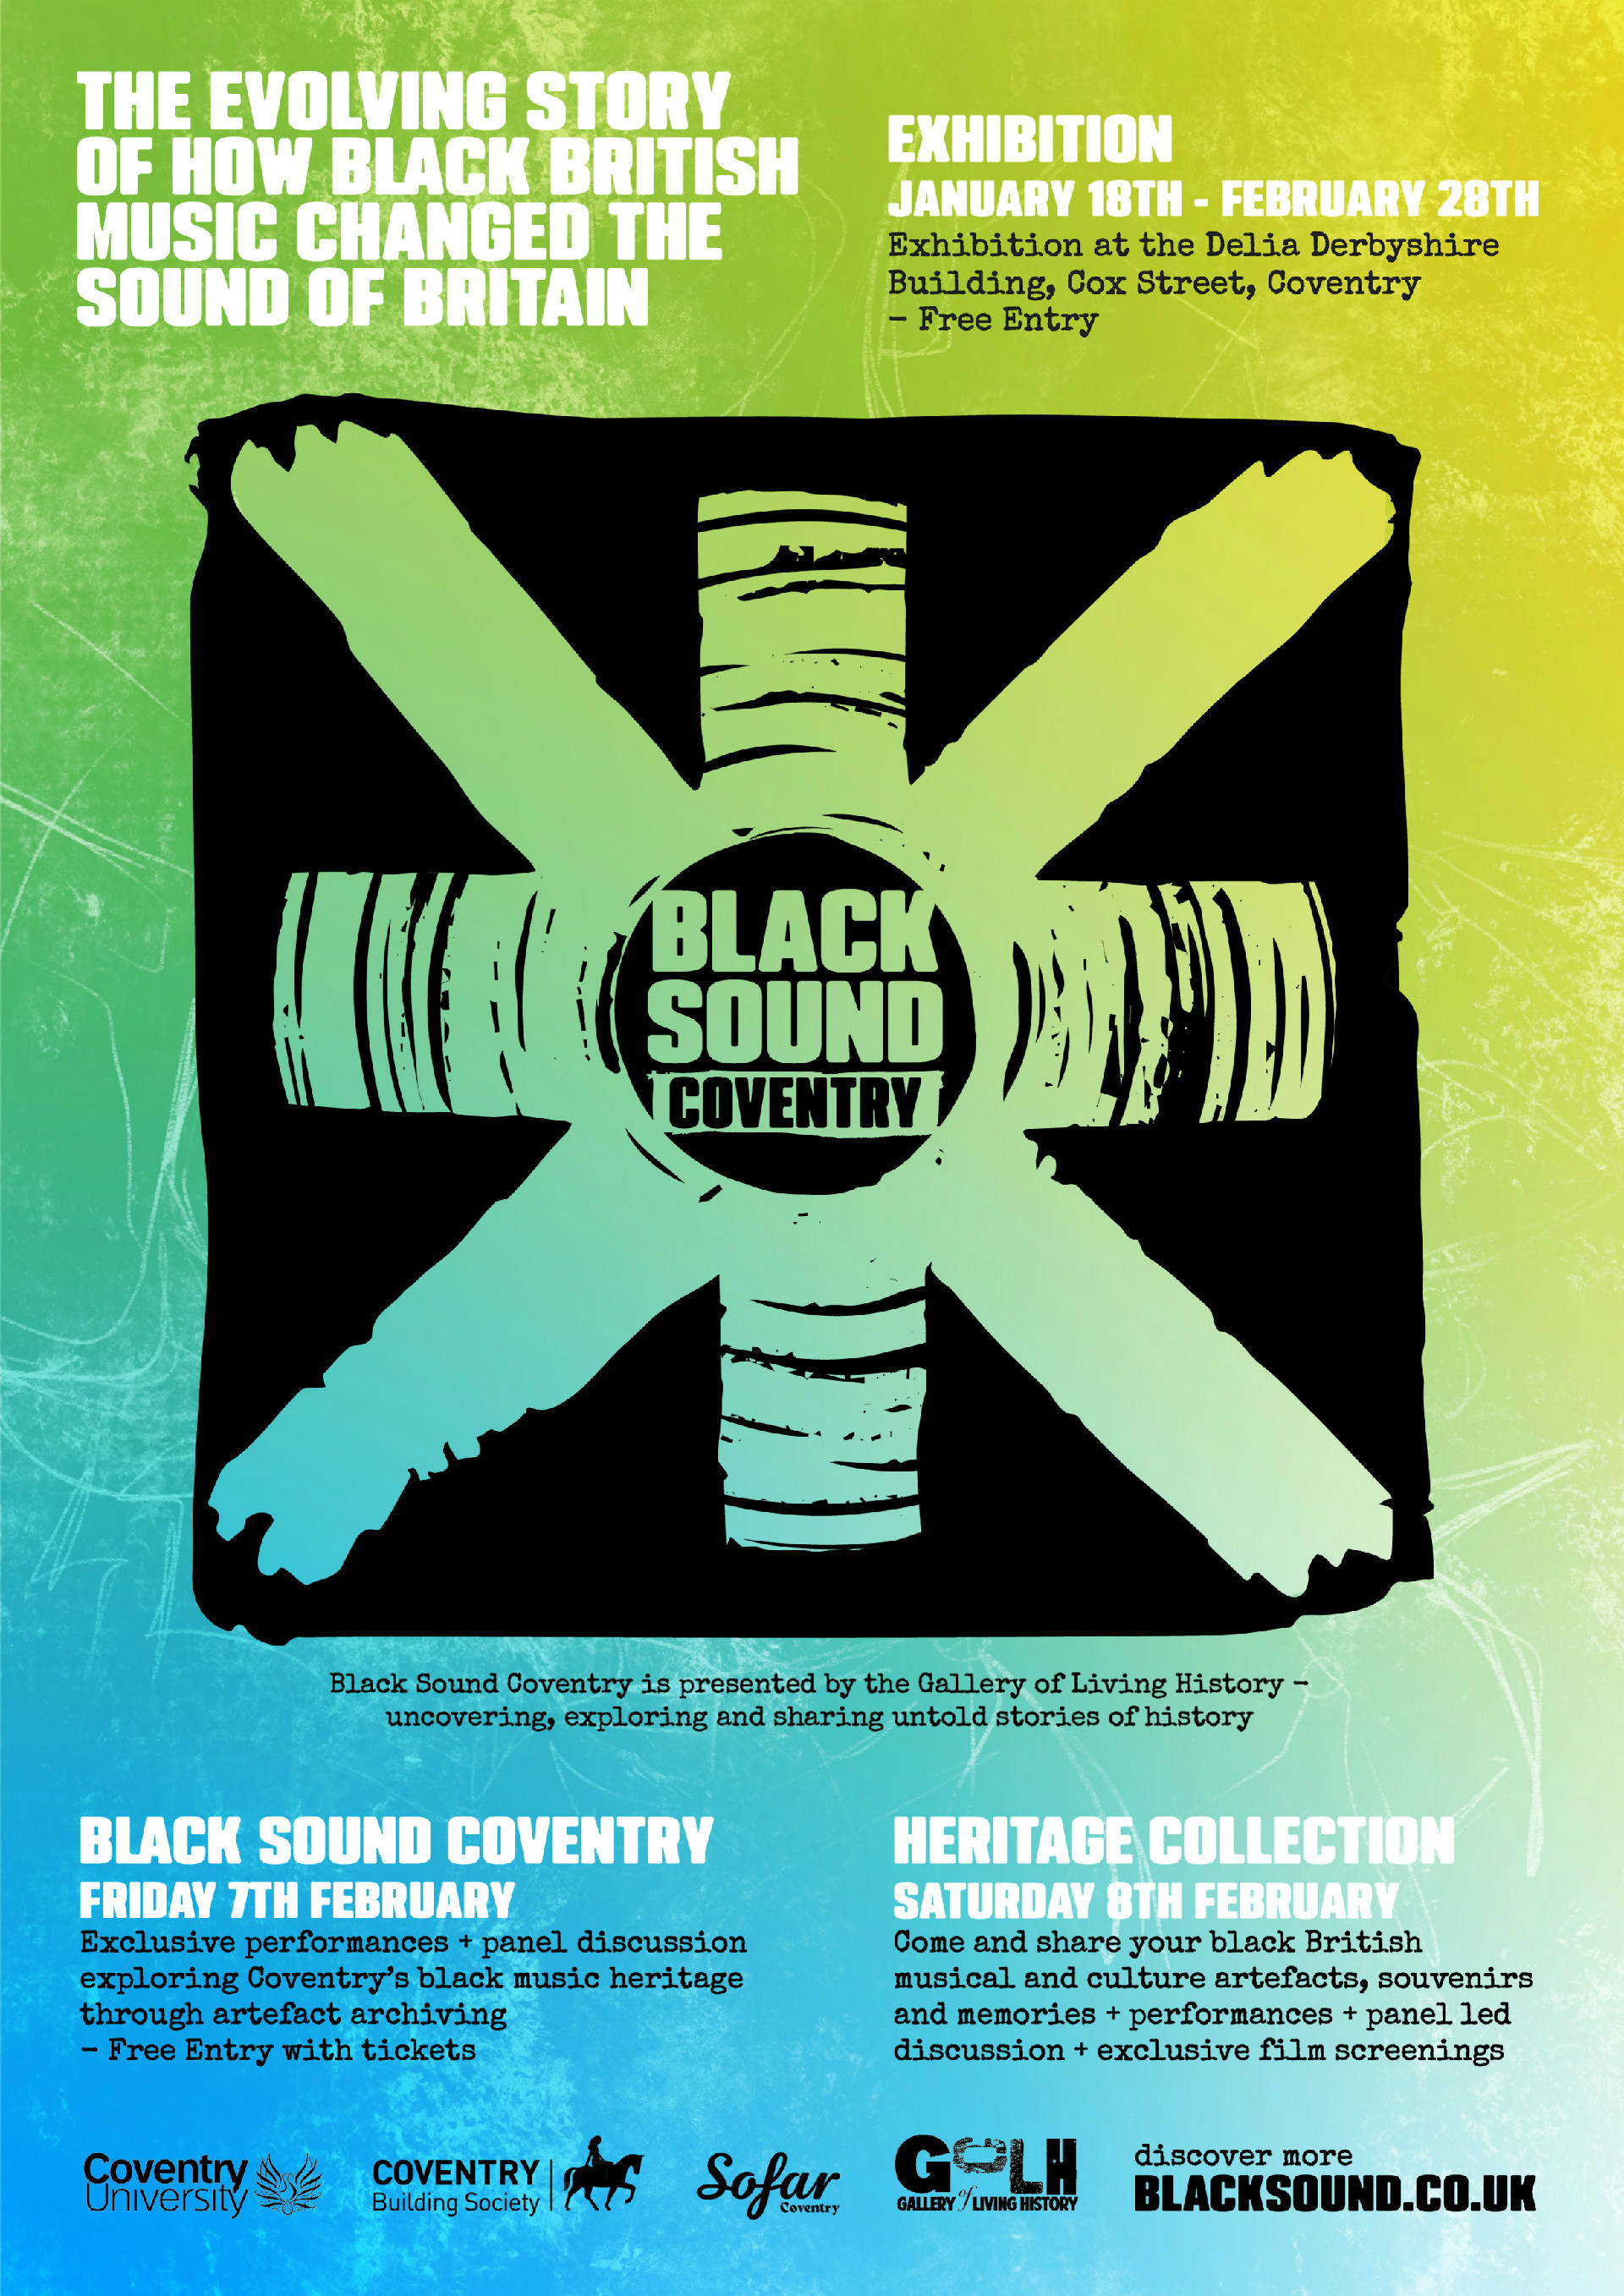 THE EVOLVING STORY
OF HOW BLACK BRITISH
MUSIC CHANGED THE
SOUND OF BRITAIN
EXHIBITION
JANUARY 18TH - FEBRUARY 28TH
Exhibition at the Delia Derbyshire
Building, Cox Street, Coventry
– Free Entry
BLACK
SOUND
COVENTRY
Black Sound Coventry is presented by the Gallery of Living History –
uncovering, exploring and sharing untold stories of history
BLACK SOUND COVENTRY
FRIDAY 7TH FEBRUARY
Exclusive performances + panel discussion
exploring Coventry's black music heritage
through artefact archiving
– Free Entry with tickets
HERITAGE COLLECTION
SATURDAY 8TH FEBRUARY
Come and share your black British
musical and culture artefacts, souvenirs
and memories + performances + panel led
discussion + exclusive film screenings
Coventry
University
COVENTRY
Building Society
Sofar
Coventry
GOLH
GALLERY of LIVING HISTORY
discover more
BLACKSOUND.CO.UK